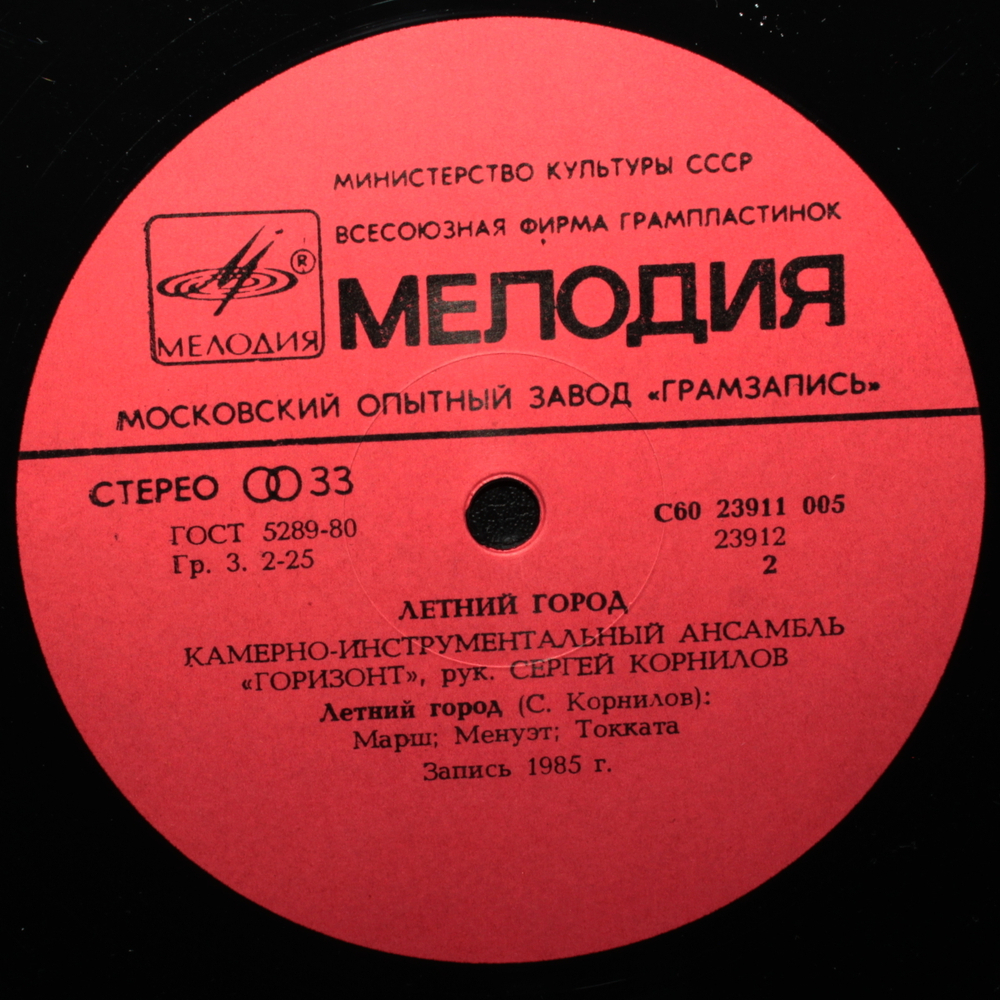 МИНИСТЕРСТВО КУЛЬТУРЫ СССР
ВСЕСОЮЗНАЯ ФИРМА ГРАМПЛАСТИНОК
®
МЕЛОДИЯ
МЕЛОДИЯ
МОСКОВСКИЙ ОПЫТНЫЙ ЗАВОД «ГРАМЗАПИСЬ»
СТЕРЕО 33
ГОСТ 5289-80
Гр. 3. 2-25
С60 23911 005
23912
2
ЛЕТНИЙ ГОРОД
КАМЕРНО-ИНСТРУМЕНТАЛЬНЫЙ АНСАМБЛЬ
«ГОРИЗОНТ», рук. СЕРГЕЙ КОРНИЛОВ
Летний город (С. Корнилов):
Марш; Менуэт; Токката
Запись 1985 г.